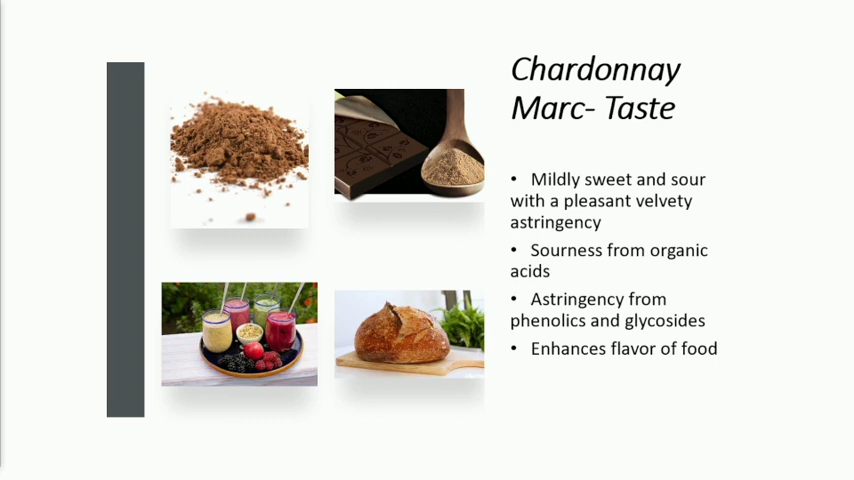 Chardonnay
Marc- Taste
• Mildly sweet and sour
with a pleasant velvety
astringency
• Sourness from organic
acids
• Astringency from
phenolics and glycosides
• Enhances flavor of food